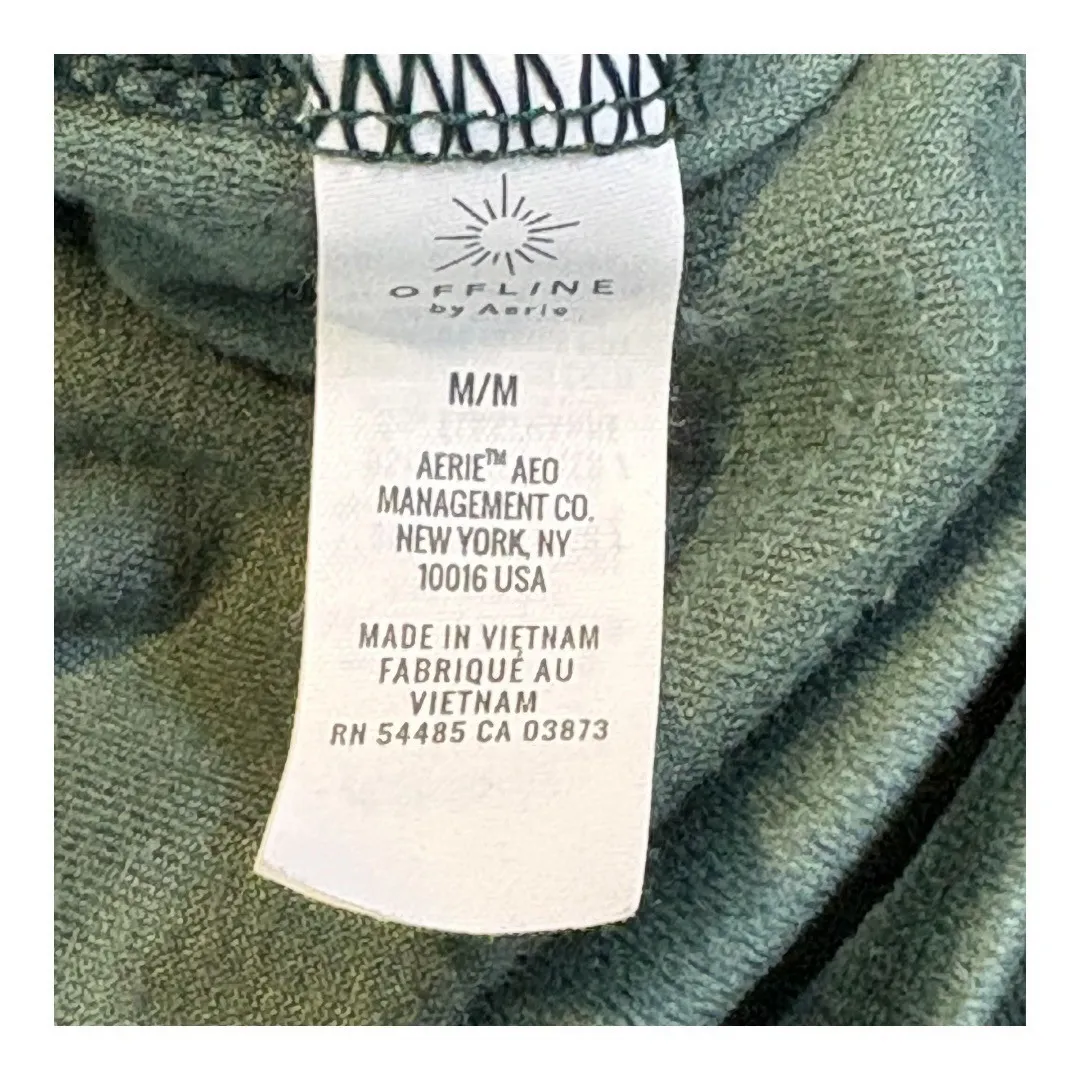 OFFLINE
by Aerie
M/M
AERIE™ AEO
MANAGEMENT CO.
NEW YORK, NY
10016 USA
MADE IN VIETNAM
FABRIQUÉ AU
VIETNAM
RN 54485 CA 03873